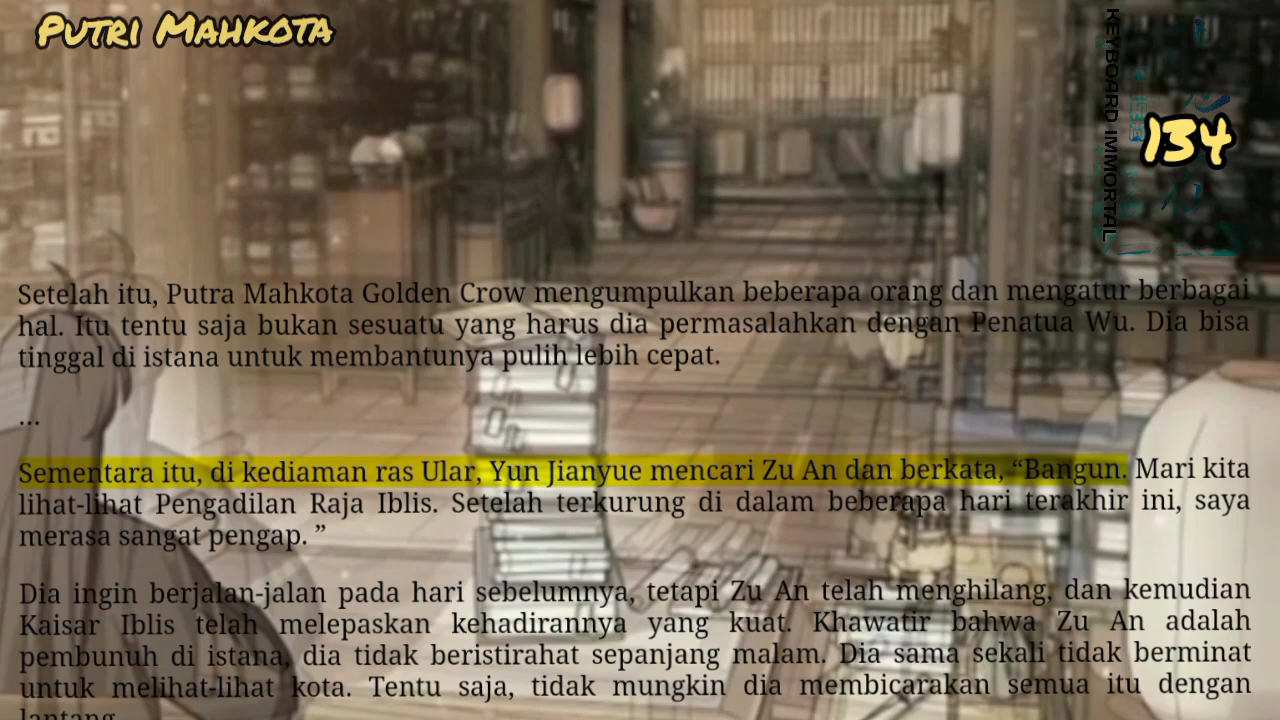 Putri Mahkota
KEYBOARD IMMORTAL
134
Setelah itu, Putra Mahkota Golden Crow mengumpulkan beberapa orang dan mengatur berbagai
hal. Itu tentu saja bukan sesuatu yang harus dia permasalahkan dengan Penatua Wu. Dia bisa
tinggal di istana untuk membantunya pulih lebih cepat.
...
Sementara itu, di kediaman ras Ular, Yun Jianyue mencari Zu An dan berkata, “Bangun. Mari kita
lihat-lihat Pengadilan Raja Iblis. Setelah terkurung di dalam beberapa hari terakhir ini, saya
merasa sangat pengap. ”
Dia ingin berjalan-jalan pada hari sebelumnya, tetapi Zu An telah menghilang, dan kemudian
Kaisar Iblis telah melepaskan kehadirannya yang kuat. Khawatir bahwa Zu An adalah
pembunuh di istana, dia tidak beristirahat sepanjang malam. Dia sama sekali tidak berminat
untuk melihat-lihat kota. Tentu saja, tidak mungkin dia membicarakan semua itu dengan
lantang.